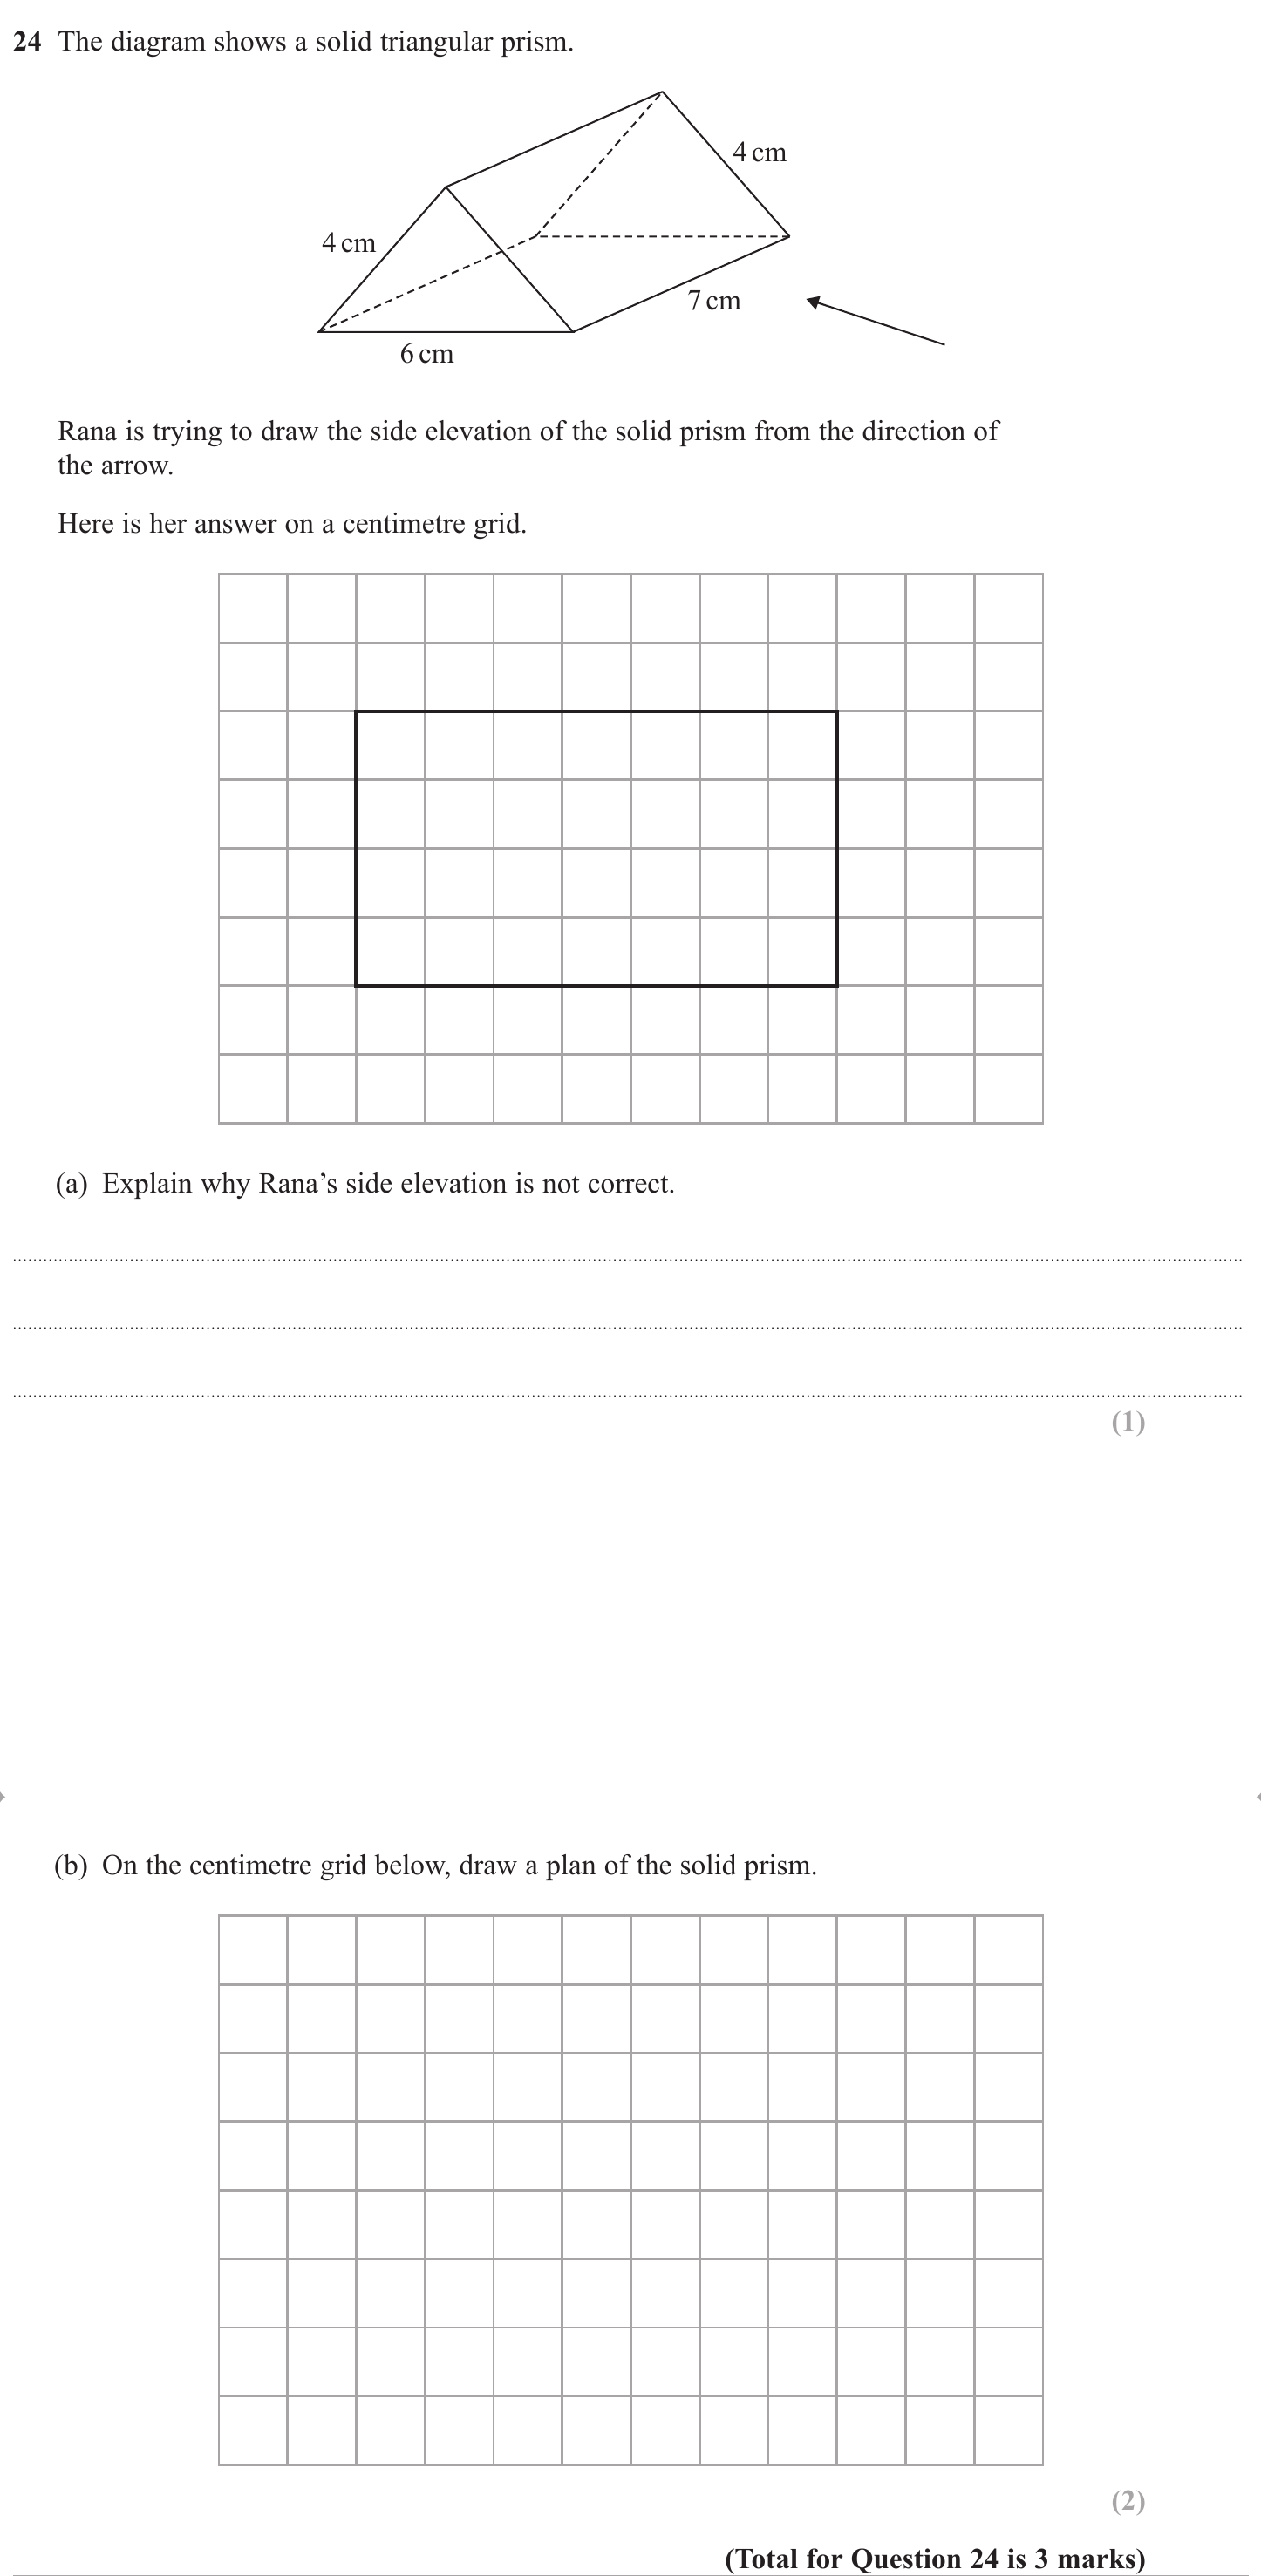 24 The diagram shows a solid triangular prism.
4 cm
4 cm
7 cm
6 cm
Rana is trying to draw the side elevation of the solid prism from the direction of
the arrow.
Here is her answer on a centimetre grid.
(a) Explain why Rana’s side elevation is not correct.
(1)
(b) On the centimetre grid below, draw a plan of the solid prism.
(2)
(Total for Question 24 is 3 marks)